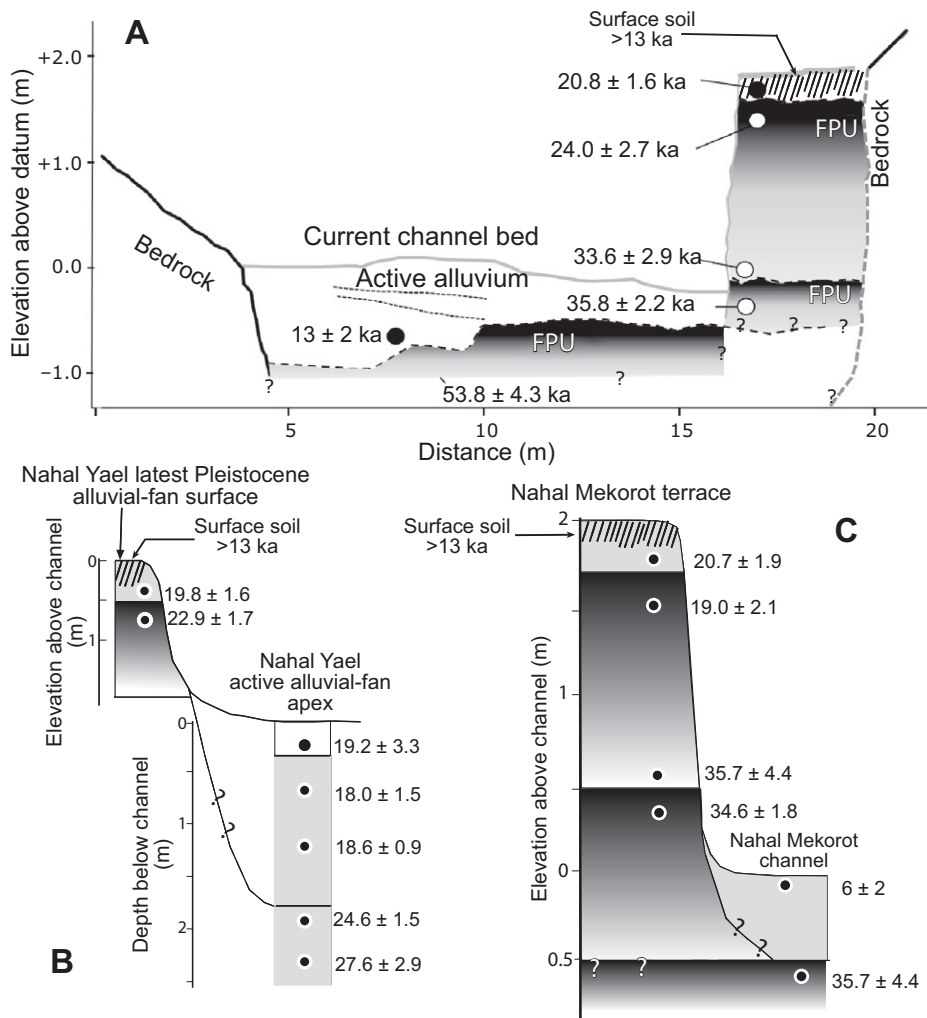 A
Surface soil
>13 ka
+2.0
20.8 ± 1.6 ka
FPU
24.0 ± 2.7 ka
+1.0
Elevation above datum (m)
Bedrock
Bedrock
Current channel bed
0.0
Active alluvium
33.6 ± 2.9 ka
FPU
35.8 ± 2.2 ka
? ? ?
13 ± 2 ka
FPU
?
−1.0
?
?
53.8 ± 4.3 ka
?
5
10
15
20
Distance (m)
Nahal Yael latest Pleistocene
alluvial-fan surface
Surface soil
>13 ka
0
19.8 ± 1.6
22.9 ± 1.7
1
Elevation above channel
(m)
Nahal Yael
active alluvial-fan
apex
0
19.2 ± 3.3
18.0 ± 1.5
?
1
?
18.6 ± 0.9
Depth below channel
(m)
24.6 ± 1.5
2
27.6 ± 2.9
B
Nahal Mekorot terrace
C
Surface soil
>13 ka
2
20.7 ± 1.9
19.0 ± 2.1
1
Elevation above channel (m)
35.7 ± 4.4
34.6 ± 1.8
Nahal Mekorot
channel
0
6 ± 2
?
?
0.5
? ?
35.7 ± 4.4